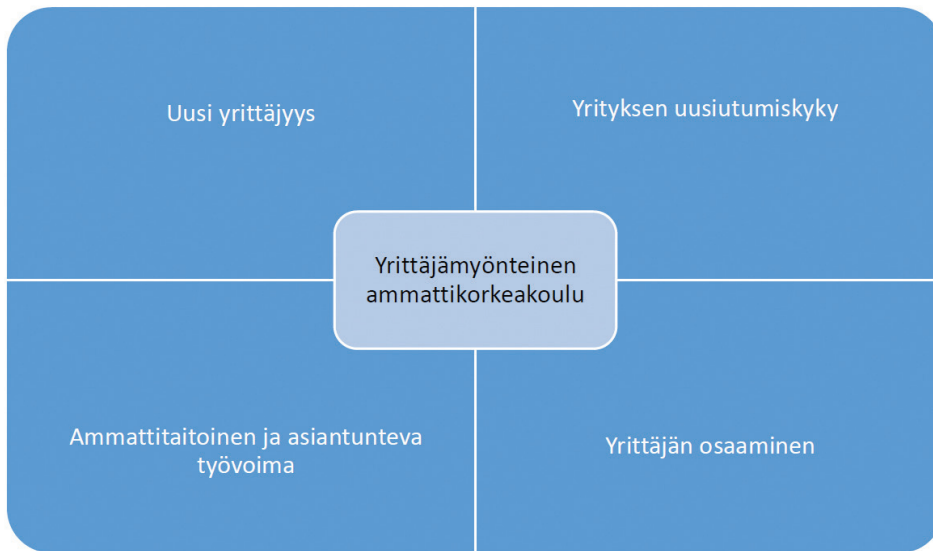 Uusi yrittäjyys
Yrityksen uusiutumiskyky
Yrittäjämyönteinen
ammattikorkeakoulu
Ammattitaitoinen ja asiantunteva
työvoima
Yrittäjän osaaminen